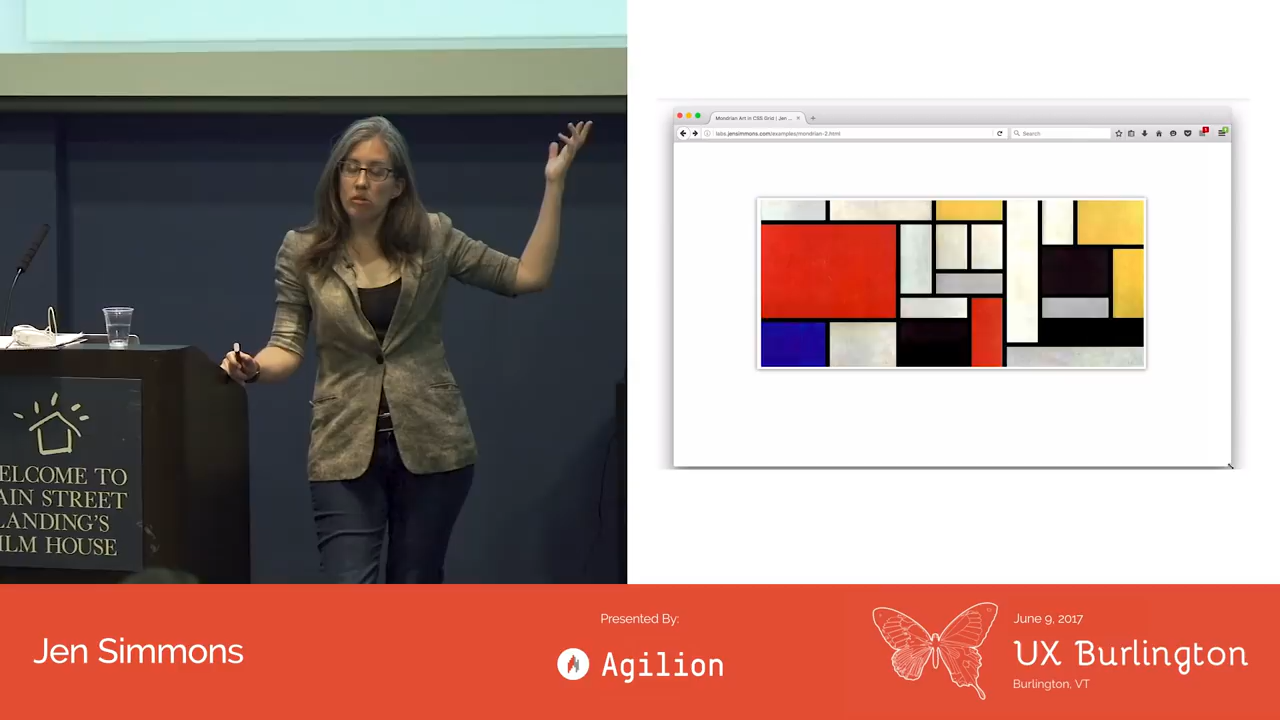 Mondrian Art in CSS Grid | Jen ...
labs.jensimmons.com/examples/mondrian-2.html
Search
ELCOME TO
AIN STREET
LANDING'S
ILM HOUSE
Jen Simmons
Presented By:
Agilion
June 9, 2017
UX Burlington
Burlington, VT